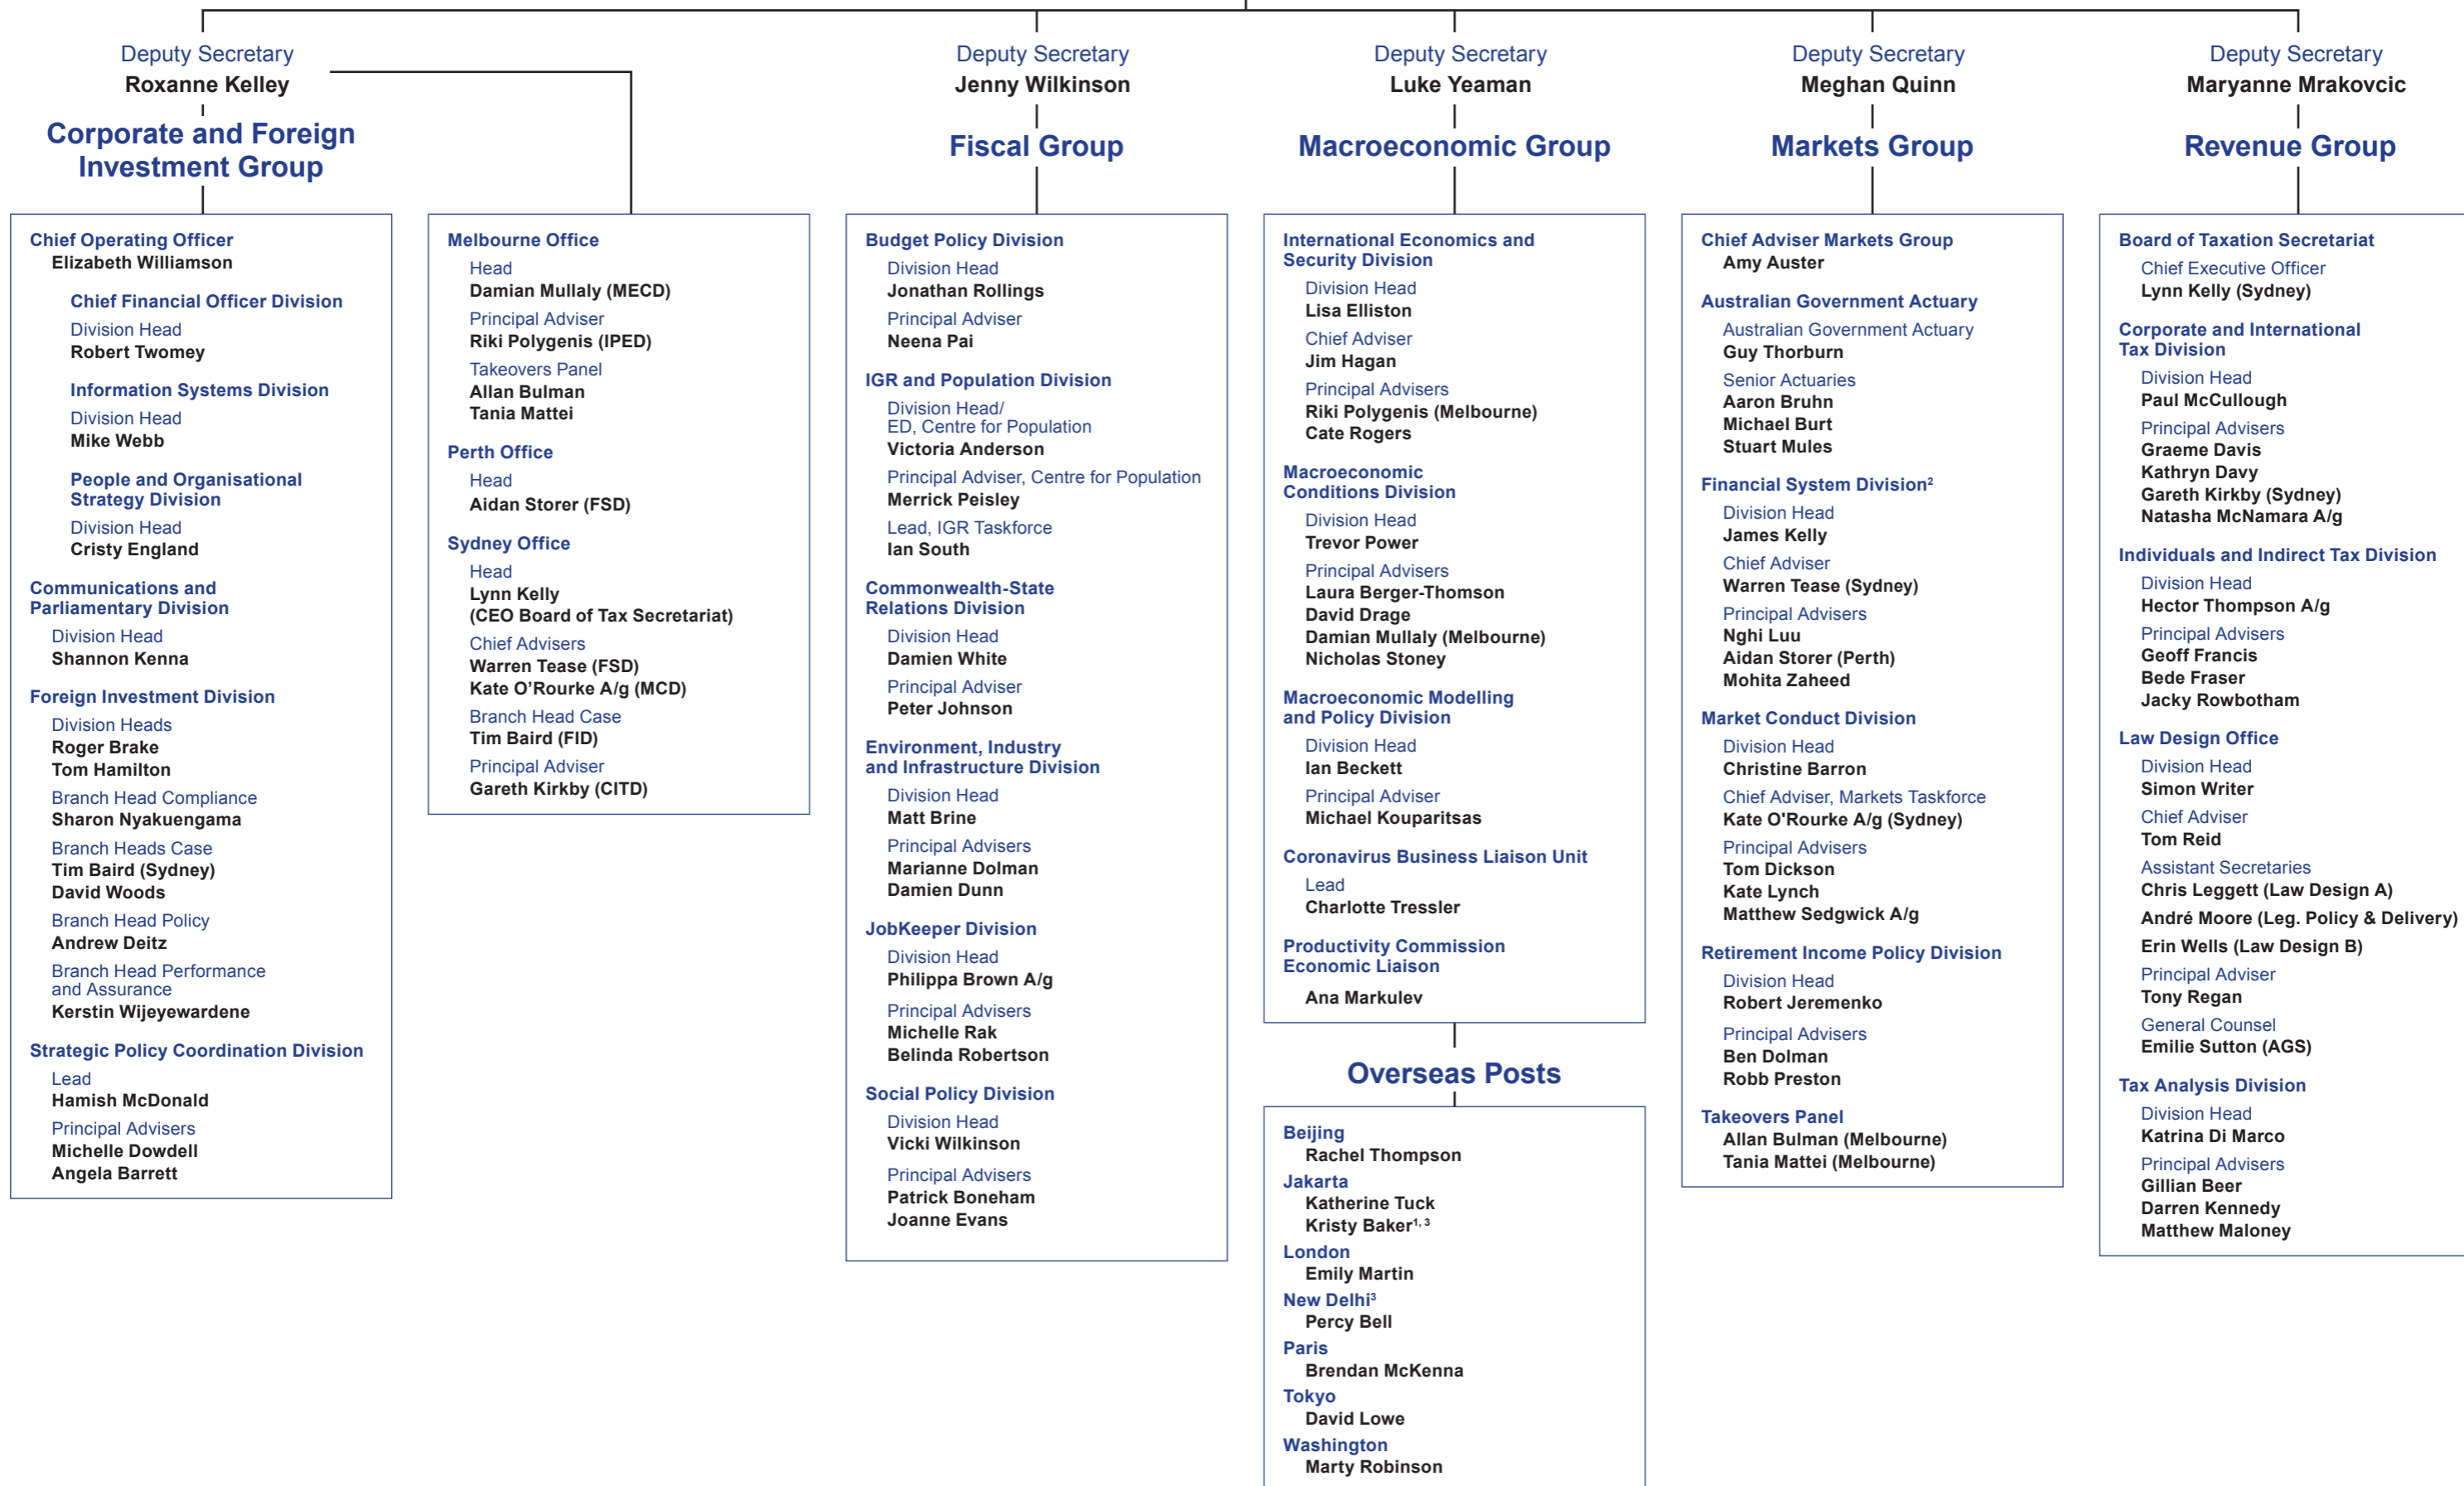 Deputy Secretary
Roxanne Kelley
Corporate and Foreign
Investment Group
Chief Operating Officer
Elizabeth Williamson
Chief Financial Officer Division
Division Head
Robert Twomey
Information Systems Division
Division Head
Mike Webb
People and Organisational
Strategy Division
Division Head
Cristy England
Communications and
Parliamentary Division
Division Head
Shannon Kenna
Foreign Investment Division
Division Heads
Roger Brake
Tom Hamilton
Branch Head Compliance
Sharon Nyakuengama
Branch Heads Case
Tim Baird (Sydney)
David Woods
Branch Head Policy
Andrew Deitz
Branch Head Performance
and Assurance
Kerstin Wijeyewardene
Strategic Policy Coordination Division
Lead
Hamish McDonald
Principal Advisers
Michelle Dowdell
Angela Barrett
Melbourne Office
Head
Damian Mullaly (MECD)
Principal Adviser
Riki Polygenis (IPED)
Takeovers Panel
Allan Bulman
Tania Mattei
Perth Office
Head
Aidan Storer (FSD)
Sydney Office
Head
Lynn Kelly
(CEO Board of Tax Secretariat)
Chief Advisers
Warren Tease (FSD)
Kate O’Rourke A/g (MCD)
Branch Head Case
Tim Baird (FID)
Principal Adviser
Gareth Kirkby (CITD)
Deputy Secretary
Jenny Wilkinson
Fiscal Group
Budget Policy Division
Division Head
Jonathan Rollings
Principal Adviser
Neena Pai
IGR and Population Division
Division Head/
ED, Centre for Population
Victoria Anderson
Principal Adviser, Centre for Population
Merrick Peisley
Lead, IGR Taskforce
Ian South
Commonwealth-State
Relations Division
Division Head
Damien White
Principal Adviser
Peter Johnson
Environment, Industry
and Infrastructure Division
Division Head
Matt Brine
Principal Advisers
Marianne Dolman
Damien Dunn
JobKeeper Division
Division Head
Philippa Brown A/g
Principal Advisers
Michelle Rak
Belinda Robertson
Social Policy Division
Division Head
Vicki Wilkinson
Principal Advisers
Patrick Boneham
Joanne Evans
Deputy Secretary
Luke Yeaman
Macroeconomic Group
International Economics and
Security Division
Division Head
Lisa Elliston
Chief Adviser
Jim Hagan
Principal Advisers
Riki Polygenis (Melbourne)
Cate Rogers
Macroeconomic
Conditions Division
Division Head
Trevor Power
Principal Advisers
Laura Berger-Thomson
David Drage
Damian Mullaly (Melbourne)
Nicholas Stoney
Macroeconomic Modelling
and Policy Division
Division Head
Ian Beckett
Principal Adviser
Michael Kouparitsas
Coronavirus Business Liaison Unit
Lead
Charlotte Tressler
Productivity Commission
Economic Liaison
Ana Markulev
Overseas Posts
Beijing
Rachel Thompson
Jakarta
Katherine Tuck
Kristy Baker1, 3
London
Emily Martin
New Delhi3
Percy Bell
Paris
Brendan McKenna
Tokyo
David Lowe
Washington
Marty Robinson
Deputy Secretary
Meghan Quinn
Markets Group
Chief Adviser Markets Group
Amy Auster
Australian Government Actuary
Australian Government Actuary
Guy Thorburn
Senior Actuaries
Aaron Bruhn
Michael Burt
Stuart Mules
Financial System Division2
Division Head
James Kelly
Chief Adviser
Warren Tease (Sydney)
Principal Advisers
Nghi Luu
Aidan Storer (Perth)
Mohita Zaheed
Market Conduct Division
Division Head
Christine Barron
Chief Adviser, Markets Taskforce
Kate O'Rourke A/g (Sydney)
Principal Advisers
Tom Dickson
Kate Lynch
Matthew Sedgwick A/g
Retirement Income Policy Division
Division Head
Robert Jeremenko
Principal Advisers
Ben Dolman
Robb Preston
Takeovers Panel
Allan Bulman (Melbourne)
Tania Mattei (Melbourne)
Deputy Secretary
Maryanne Mrakovcic
Revenue Group
Board of Taxation Secretariat
Chief Executive Officer
Lynn Kelly (Sydney)
Corporate and International
Tax Division
Division Head
Paul McCullough
Principal Advisers
Graeme Davis
Kathryn Davy
Gareth Kirkby (Sydney)
Natasha McNamara A/g
Individuals and Indirect Tax Division
Division Head
Hector Thompson A/g
Principal Advisers
Geoff Francis
Bede Fraser
Jacky Rowbotham
Law Design Office
Division Head
Simon Writer
Chief Adviser
Tom Reid
Assistant Secretaries
Chris Leggett (Law Design A)
André Moore (Leg. Policy & Delivery)
Erin Wells (Law Design B)
Principal Adviser
Tony Regan
General Counsel
Emilie Sutton (AGS)
Tax Analysis Division
Division Head
Katrina Di Marco
Principal Advisers
Gillian Beer
Darren Kennedy
Matthew Maloney